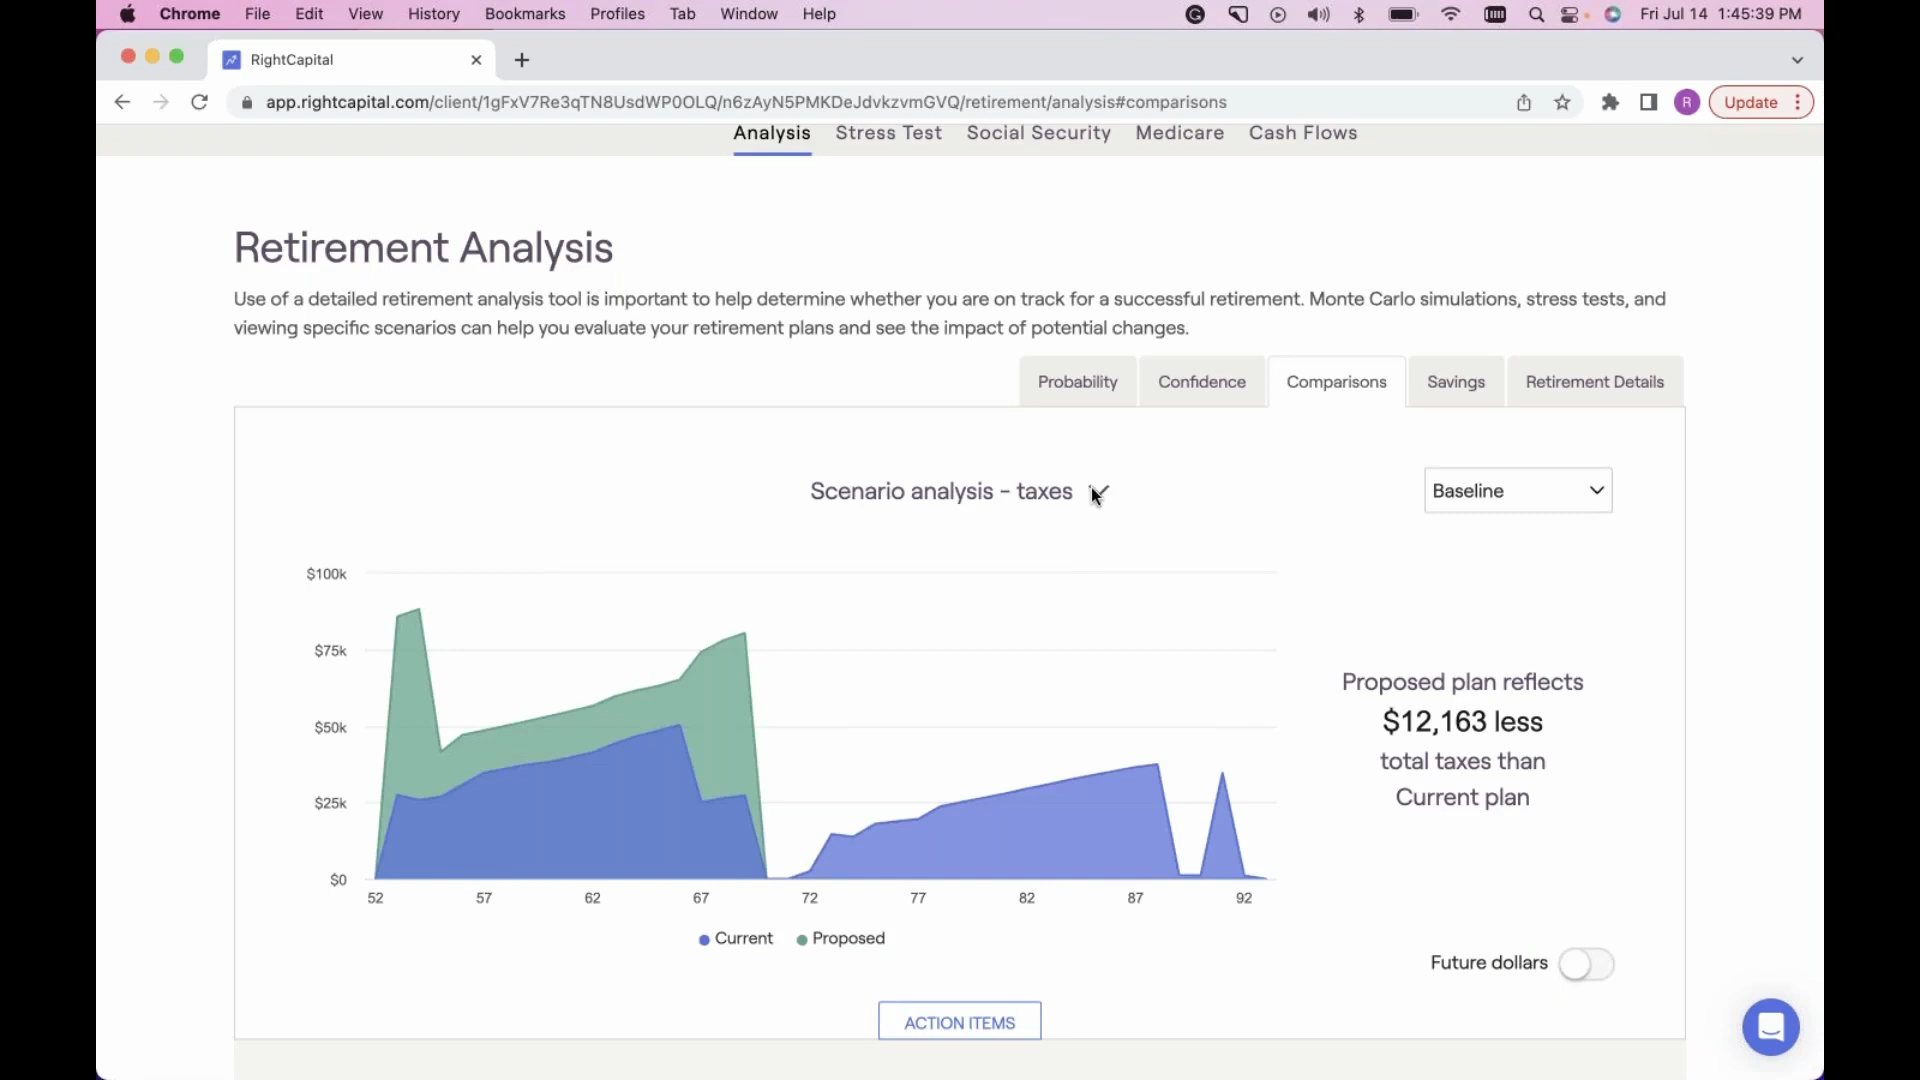 Chrome File Edit View History Bookmarks Profiles Tab Window Help Fri Jul 14 1:45:39 PM
RightCapital
app.rightcapital.com/client/1gFxV7Re3qTN8UsdWP0OLQ/n6zAyN5PMKDeJdvkzvmGVQ/retirement/analysis#comparisons R Update
Analysis Stress Test Social Security Medicare Cash Flows
Retirement Analysis
Use of a detailed retirement analysis tool is important to help determine whether you are on track for a successful retirement. Monte Carlo simulations, stress tests, and
viewing specific scenarios can help you evaluate your retirement plans and see the impact of potential changes.
Probability Confidence Comparisons Savings Retirement Details
Scenario analysis - taxes
Baseline
$100k
$75k
$50k
$25k
$0
52 57 62 67 72 77 82 87 92
Current Proposed
Proposed plan reflects
$12,163 less
total taxes than
Current plan
Future dollars
ACTION ITEMS